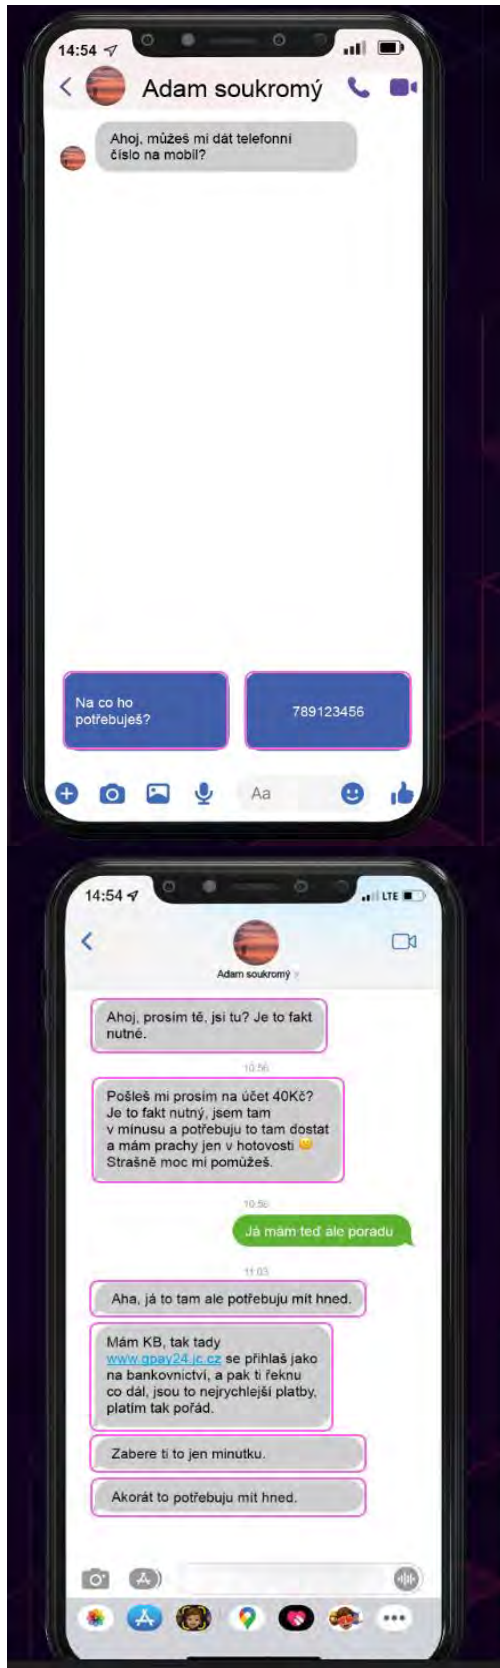 14:54
Adam soukromý
Ahoj, můžeš mi dát telefonní
číslo na mobil?
Na co ho
potřebuješ?
789123456
Aa
14:54
LTE
Adam soukromý
Ahoj, prosím tě, jsi tu? Je to fakt
nutné.
10:56
Pošleš mi prosím na účet 40Kč?
Je to fakt nutný, jsem tam
v mínusu a potřebuju to tam dostat
a mám prachy jen v hotovosti
Strašně moc mi pomůžeš.
10:56
Já mám teď ale poradu
11:03
Aha, já to tam ale potřebuju mít hned.
Mám KB, tak tady
www.gpay24.jc.cz se přihlaš jako
na bankovnictví, a pak ti řeknu
co dál, jsou to nejrychlejší platby,
platím tak pořád.
Zabere ti to jen minutku.
Akorát to potřebuju mít hned.